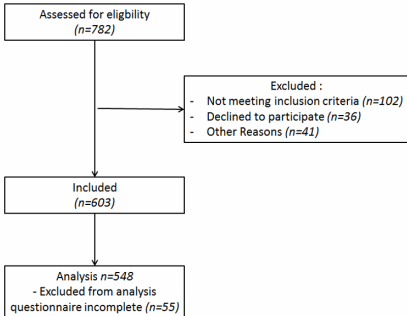 Assessed for eligbility
(n=782)
Excluded :
- Not meeting inclusion criteria (n=102)
- Declined to participate (n=36)
- Other Reasons (n=41)
Included
(n=603)
Analysis n=548
- Excluded from analysis
questionnaire incomplete (n=55)